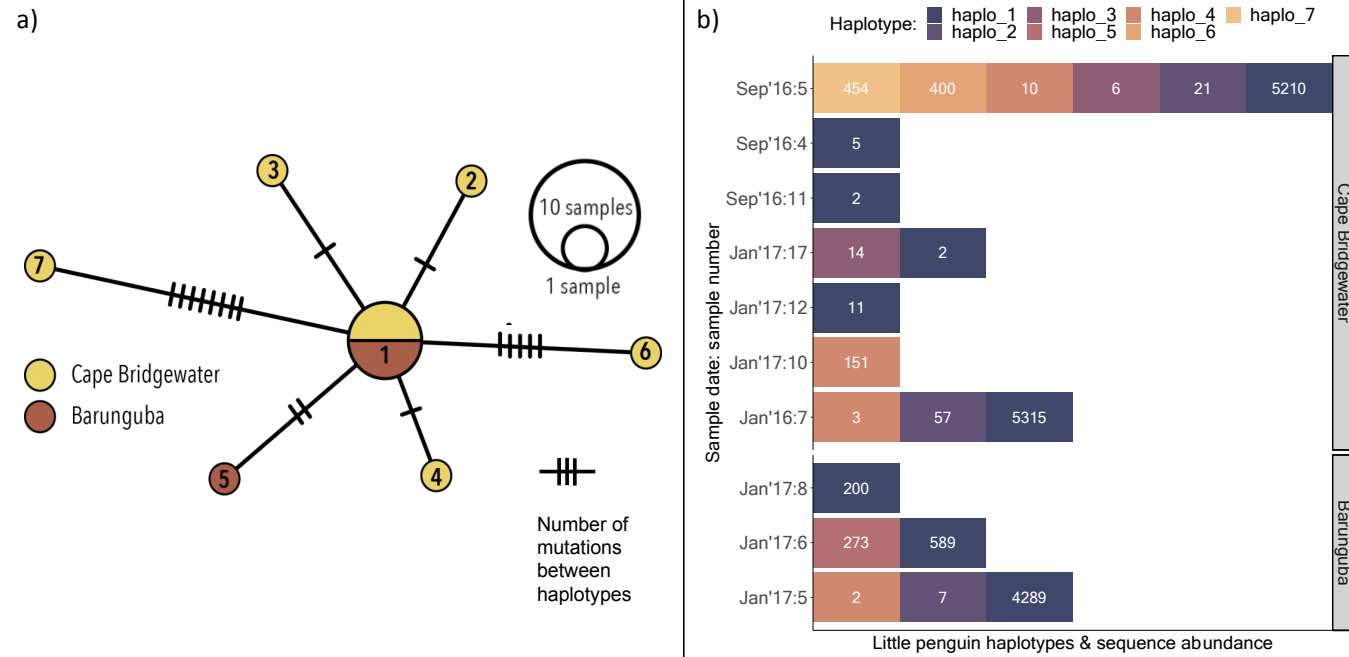 a)
3
2
10 samples
1 sample
7
1
6
Cape Bridgewater
Barunguba
5
4
Number of
mutations
between
haplotypes
b)
Haplotype:
haplo_1
haplo_3
haplo_4
haplo_7
haplo_2
haplo_5
haplo_6
Sample date: sample number
Sep'16:5 454 400 10 6 21 5210
Sep'16:4 5
Sep'16:11 2
Jan'17:17 14 2
Jan'17:12 11
Jan'17:10 151
Jan'16:7 3 57 5315
Cape Bridgewater
Jan'17:8 200
Jan'17:6 273 589
Jan'17:5 2 7 4289
Barunguba
Little penguin haplotypes & sequence abundance